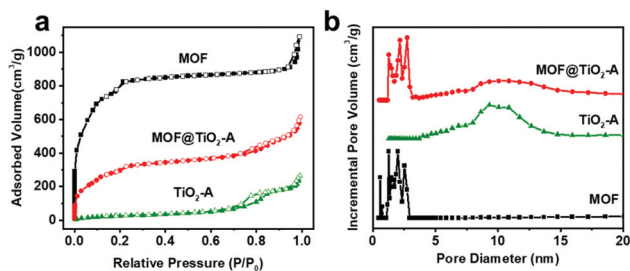 a
Adsorbed Volume(cm³/g)
1000
800
600
400
200
0
MOF
MOF@TiO₂-A
TiO₂-A
0.0 0.2 0.4 0.6 0.8 1.0
Relative Pressure (P/P₀)
b
Incremental Pore Volume (cm³/g)
MOF@TiO₂-A
TiO₂-A
MOF
0 5 10 15 20
Pore Diameter (nm)